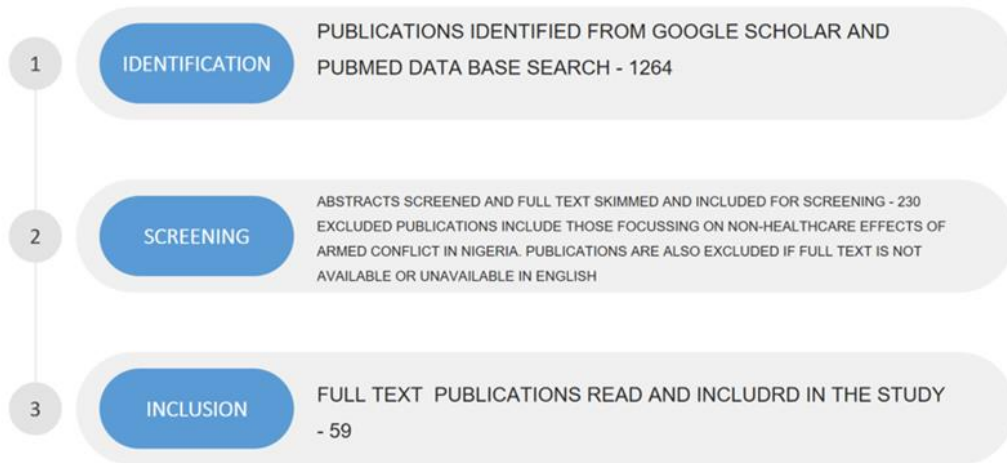 1
IDENTIFICATION
PUBLICATIONS IDENTIFIED FROM GOOGLE SCHOLAR AND
PUBMED DATA BASE SEARCH - 1264
2
SCREENING
ABSTRACTS SCREENED AND FULL TEXT SKIMMED AND INCLUDED FOR SCREENING - 230
EXCLUDED PUBLICATIONS INCLUDE THOSE FOCUSSING ON NON-HEALTHCARE EFFECTS OF
ARMED CONFLICT IN NIGERIA. PUBLICATIONS ARE ALSO EXCLUDED IF FULL TEXT IS NOT
AVAILABLE OR UNAVAILABLE IN ENGLISH
3
INCLUSION
FULL TEXT PUBLICATIONS READ AND INCLUDRD IN THE STUDY
- 59